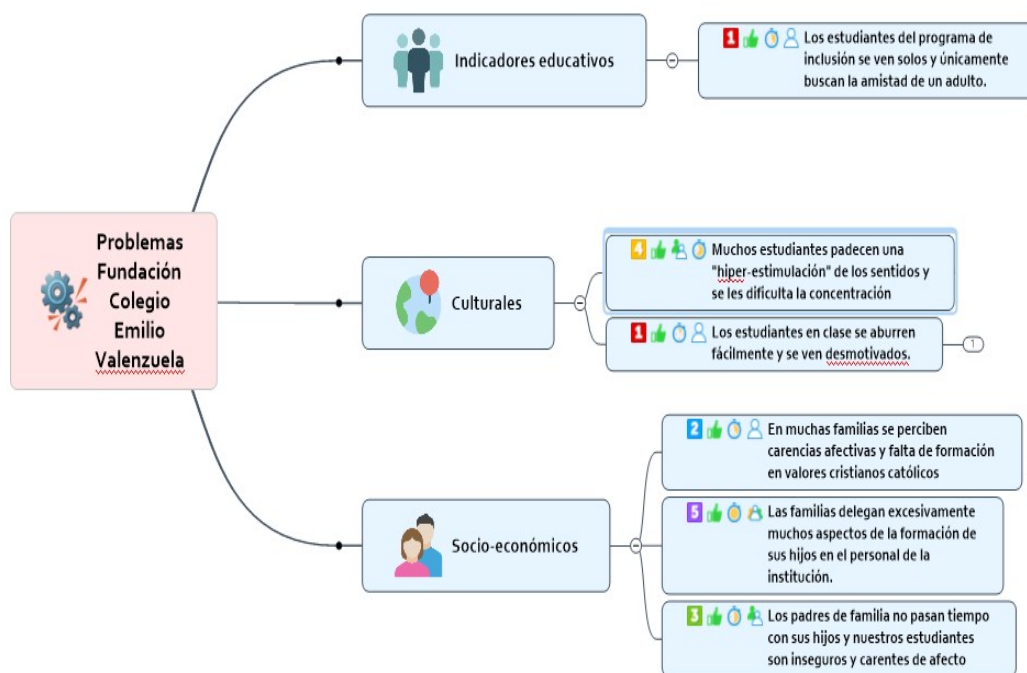 Problemas
Fundación
Colegio
Emilio
Valenzuela
Indicadores educativos
1 Los estudiantes del programa de
inclusión se ven solos y únicamente
buscan la amistad de un adulto.
Culturales
4 Muchos estudiantes padecen una
"hiper-estimulación" de los sentidos y
se les dificulta la concentración
1 Los estudiantes en clase se aburren
fácilmente y se ven desmotivados.
1
Socio-económicos
2 En muchas familias se perciben
carencias afectivas y falta de formación
en valores cristianos católicos
5 Las familias delegan excesivamente
muchos aspectos de la formación de
sus hijos en el personal de la
institución.
3 Los padres de familia no pasan tiempo
con sus hijos y nuestros estudiantes
son inseguros y carentes de afecto